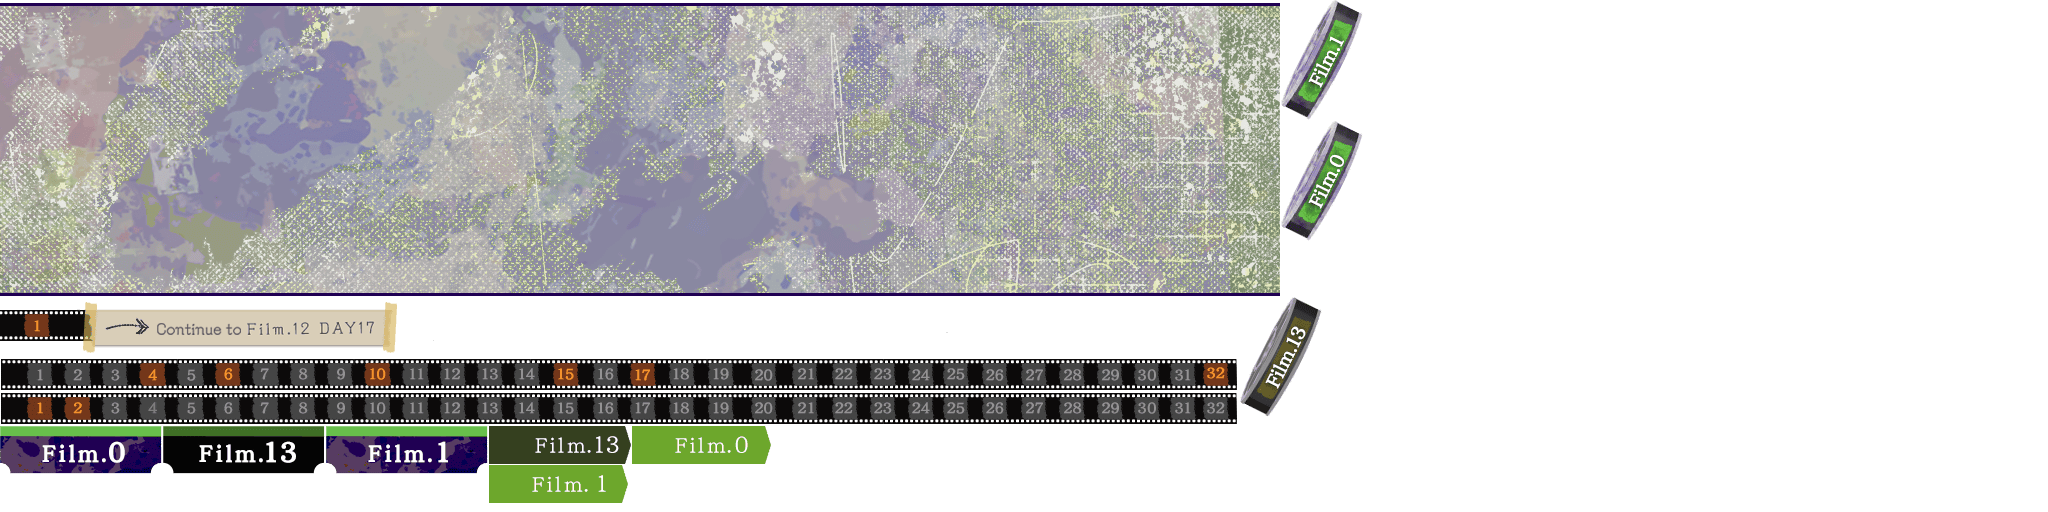 Film.1
Film.0
Film.13
1
Continue to Film.12 DAY17
1 2 3 4 5 6 7 8 9 10 11 12 13 14 15 16 17 18 19 20 21 22 23 24 25 26 27 28 29 30 31 32
1 2 3 4 5 6 7 8 9 10 11 12 13 14 15 16 17 18 19 20 21 22 23 24 25 26 27 28 29 30 31 32
Film.0 Film.13 Film.1 Film.13 Film.0
Film. 1